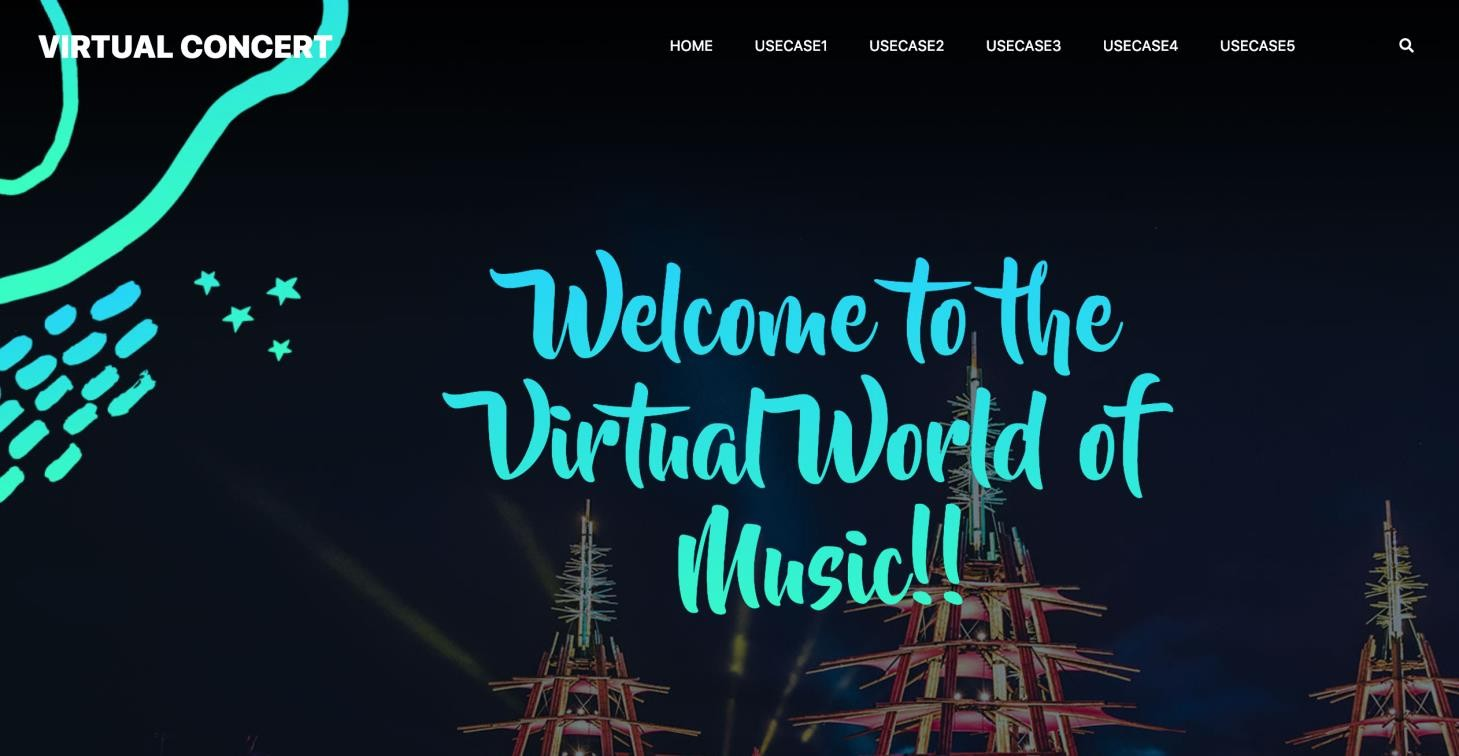 VIRTUAL CONCERT
HOME USECASE1 USECASE2 USECASE3 USECASE4 USECASE5
Welcome to the
Virtual World of
Music!!